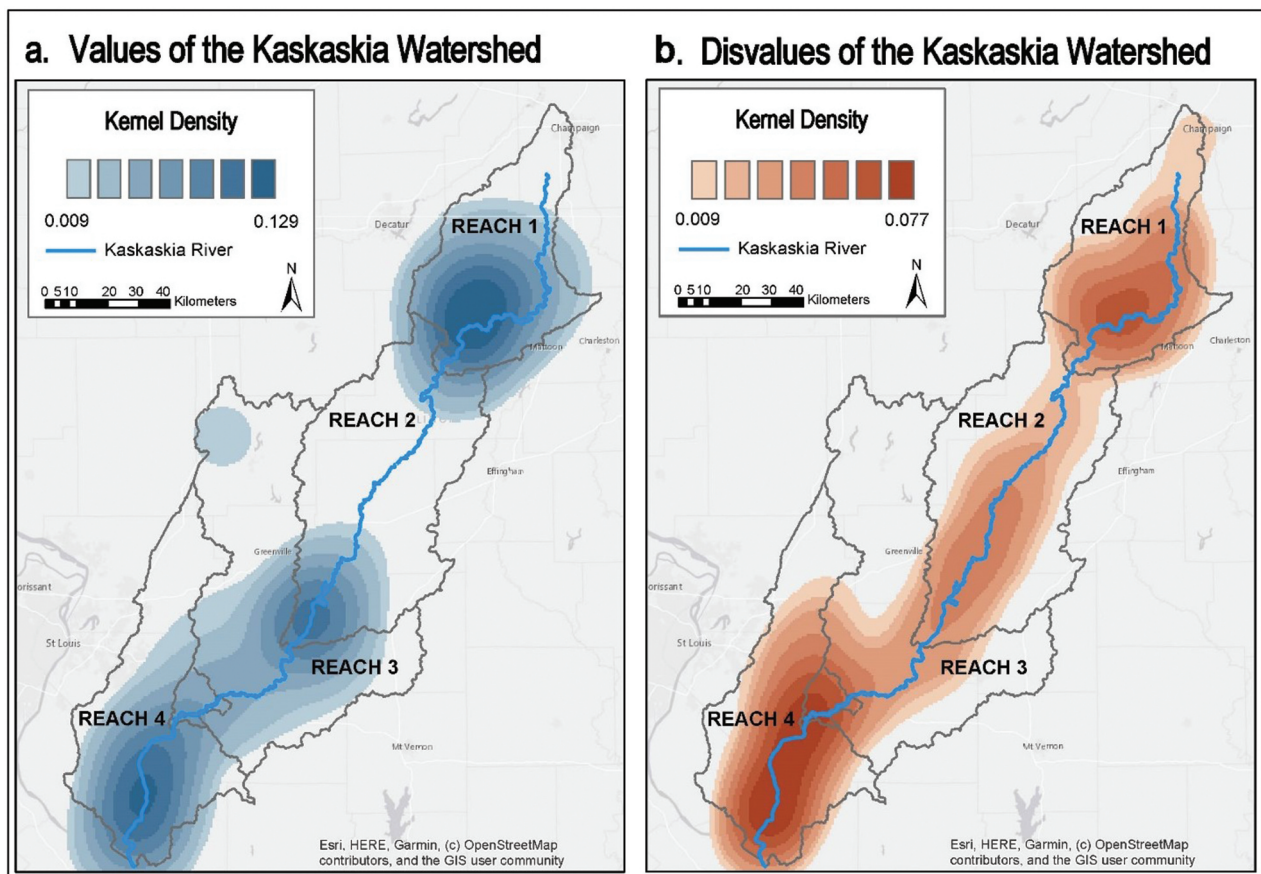 a. Values of the Kaskaskia Watershed
Kernel Density
0.009 0.129
Kaskaskia River
N
0 5 10 20 30 40 Kilometers
Champaign
Decatur
REACH 1
Mattoon
Charleston
REACH 2
Effingham
Greenville
orissant
St Louis
REACH 3
REACH 4
Mt Vernon
Esri, HERE, Garmin, (c) OpenStreetMap
contributors, and the GIS user community
b. Disvalues of the Kaskaskia Watershed
Kernel Density
0.009 0.077
Kaskaskia River
N
0 5 10 20 30 40 Kilometers
Champaign
Decatur
REACH 1
Mattoon
Charleston
REACH 2
Effingham
Greenville
orissant
St Louis
REACH 3
REACH 4
Mt Vernon
Esri, HERE, Garmin, (c) OpenStreetMap
contributors, and the GIS user community